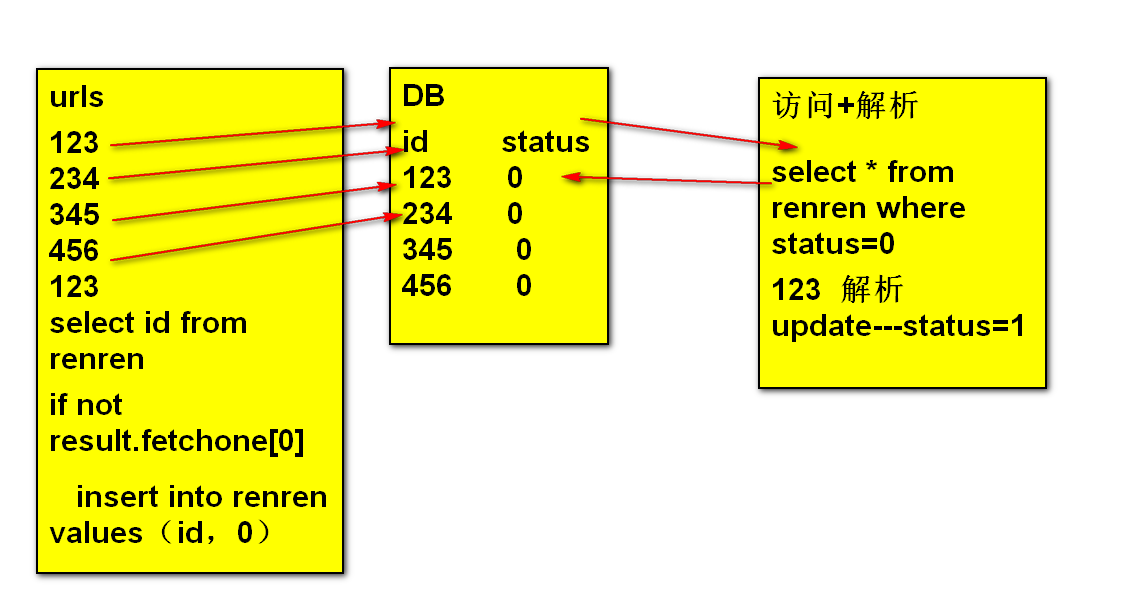 urls
123
234
345
456
123
select id from
renren
if not
result.fetchone[0]
insert into renren
values（id，0）
DB
id status
123 0
234 0
345 0
456 0
访问+解析
select * from
renren where
status=0
123 解析
update---status=1